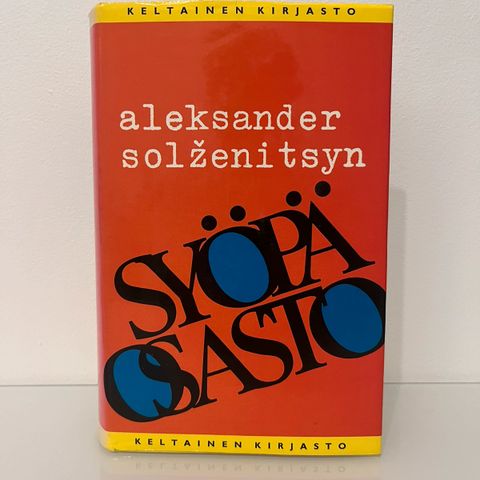 KELTAINEN KIRJASTO
aleksander
solženitsyn
SYÖPÄ
OSASTO
KELTAINEN KIRJASTO